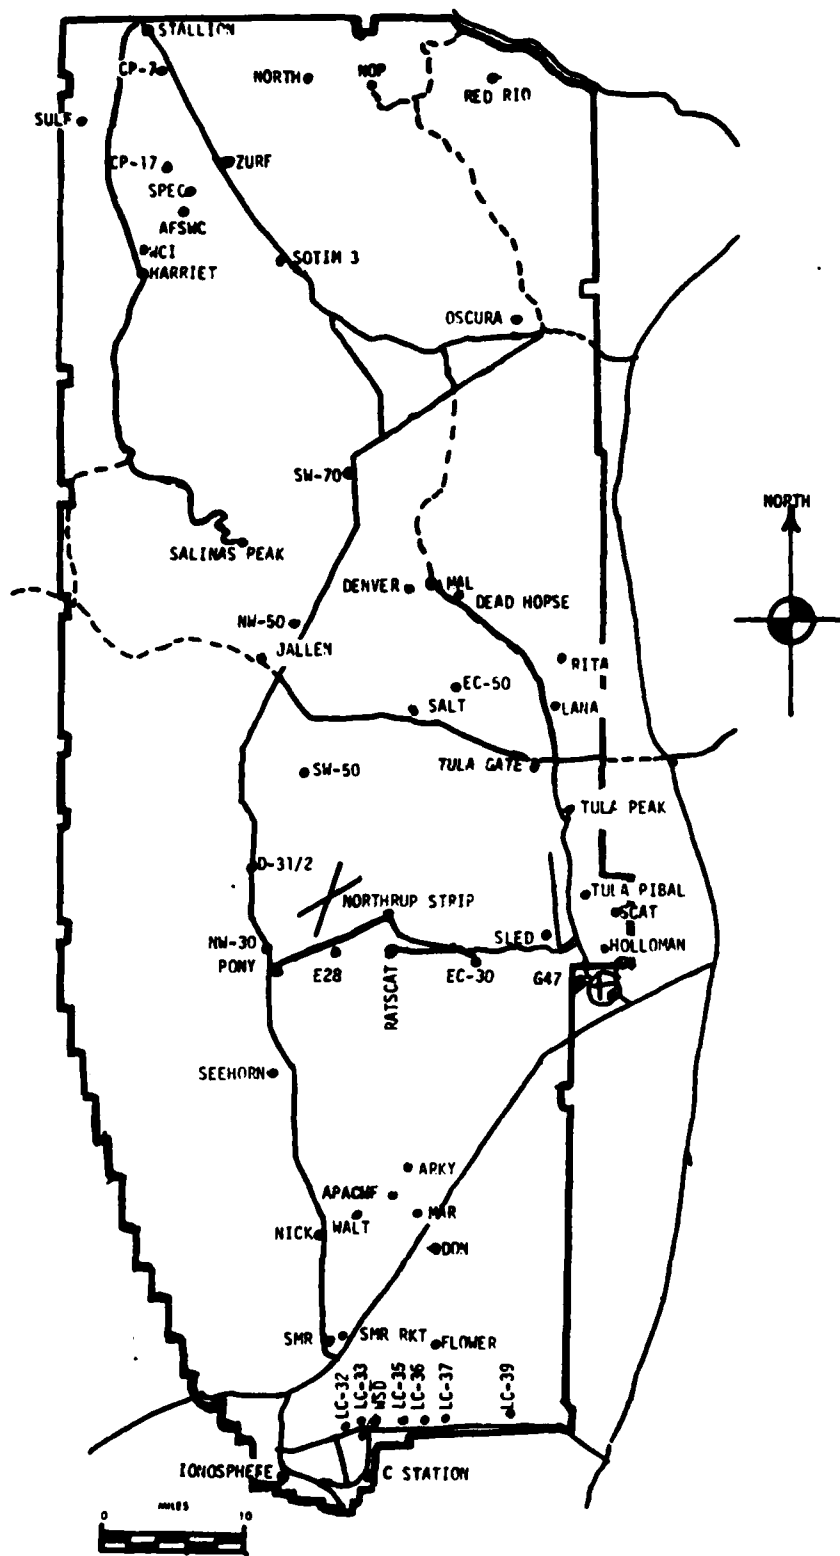 STALLION
CP-7
NORTH
NOP
RED RIO
SULF
CP-17
ZURF
SPEC
AFSWC
WCI
HARRIET
SOTIM 3
OSCURA
SW-70
NORTH
SALINAS PEAK
DENVER
MAL
DEAD HOPSE
NW-50
JALLEN
RITA
EC-50
SALT
LANA
SW-50
TULA GATE
TULA PEAK
D-31/2
TULA PIBAL
NORTHRUP STRIP
SCAT
SLED
NW-30
HOLLOMAN
PONY
E28
RATSCAT
EC-30
G47
SEEHORN
ARKY
APACHE
WALT
MAR
NICK
DON
SMR
SMR RKT
FLOWER
LC-32
LC-33
WSD
LC-35
LC-36
LC-37
LC-39
IONOSPHEFE
C STATION
0 MILES 10